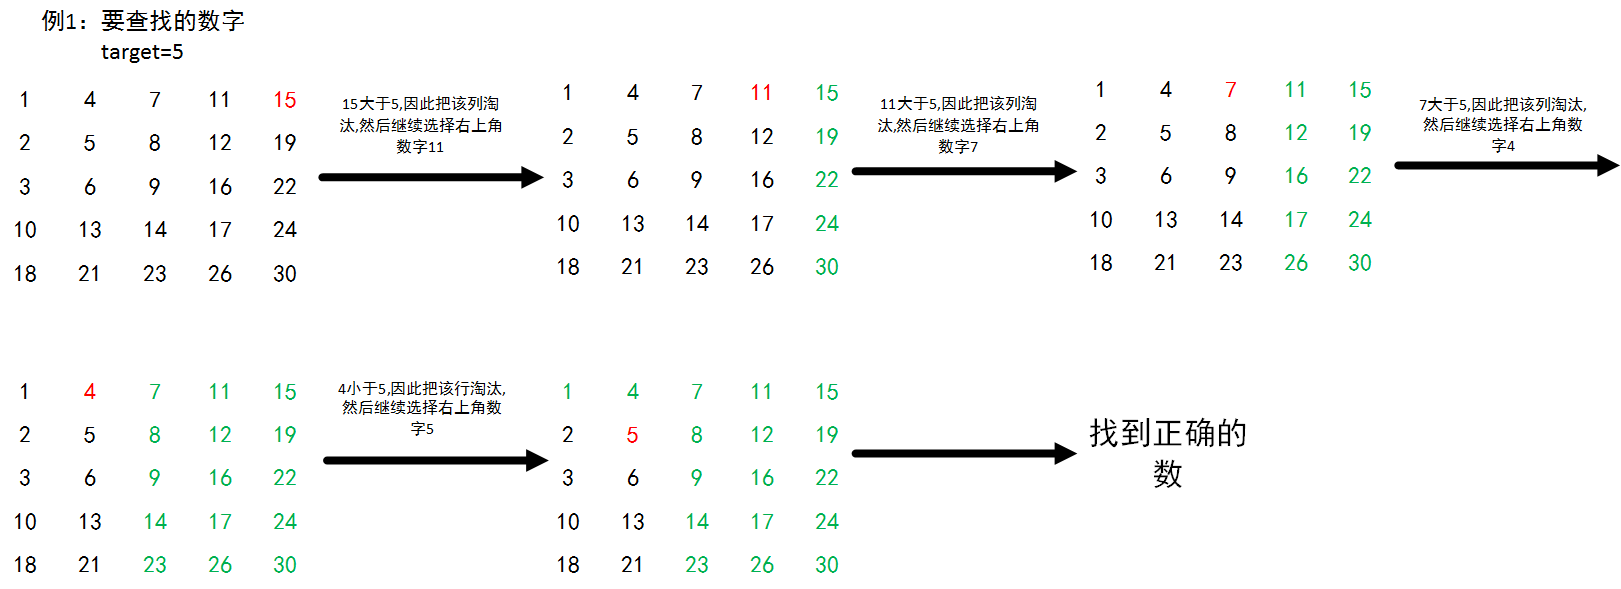 例1：要查找的数字
target=5
1 4 7 11 15
2 5 8 12 19
3 6 9 16 22
10 13 14 17 24
18 21 23 26 30
15大于5,因此把该列淘
汰,然后继续选择右上角
数字11
1 4 7 11 15
2 5 8 12 19
3 6 9 16 22
10 13 14 17 24
18 21 23 26 30
11大于5,因此把该列淘
汰,然后继续选择右上角
数字7
1 4 7 11 15
2 5 8 12 19
3 6 9 16 22
10 13 14 17 24
18 21 23 26 30
7大于5,因此把该列淘汰,
然后继续选择右上角数
字4
1 4 7 11 15
2 5 8 12 19
3 6 9 16 22
10 13 14 17 24
18 21 23 26 30
4小于5,因此把该行淘汰,
然后继续选择右上角数
字5
1 4 7 11 15
2 5 8 12 19
3 6 9 16 22
10 13 14 17 24
18 21 23 26 30
找到正确的
数